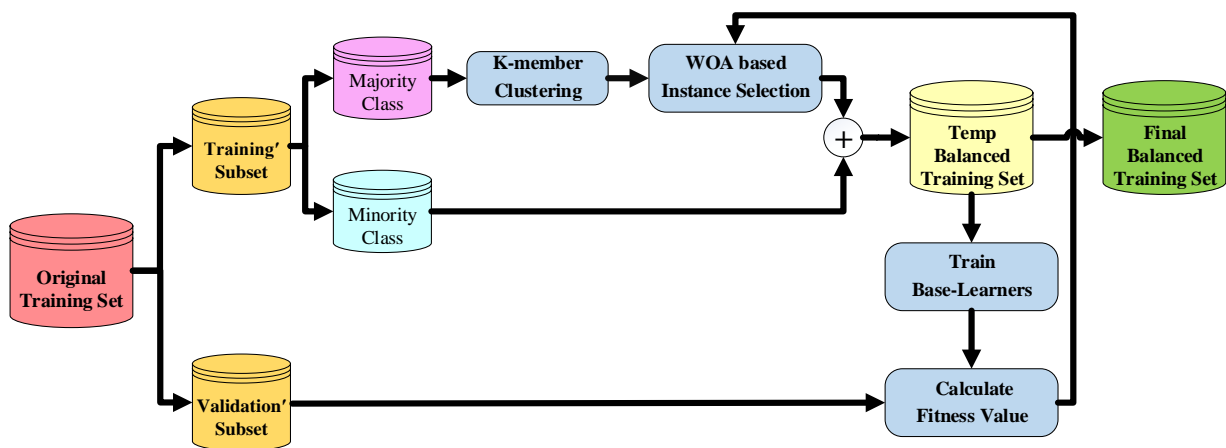 Original
Training Set
Training′
Subset
Validation′
Subset
Majority
Class
Minority
Class
K-member
Clustering
WOA based
Instance Selection
+
Temp
Balanced
Training Set
Final
Balanced
Training Set
Train
Base-Learners
Calculate
Fitness Value